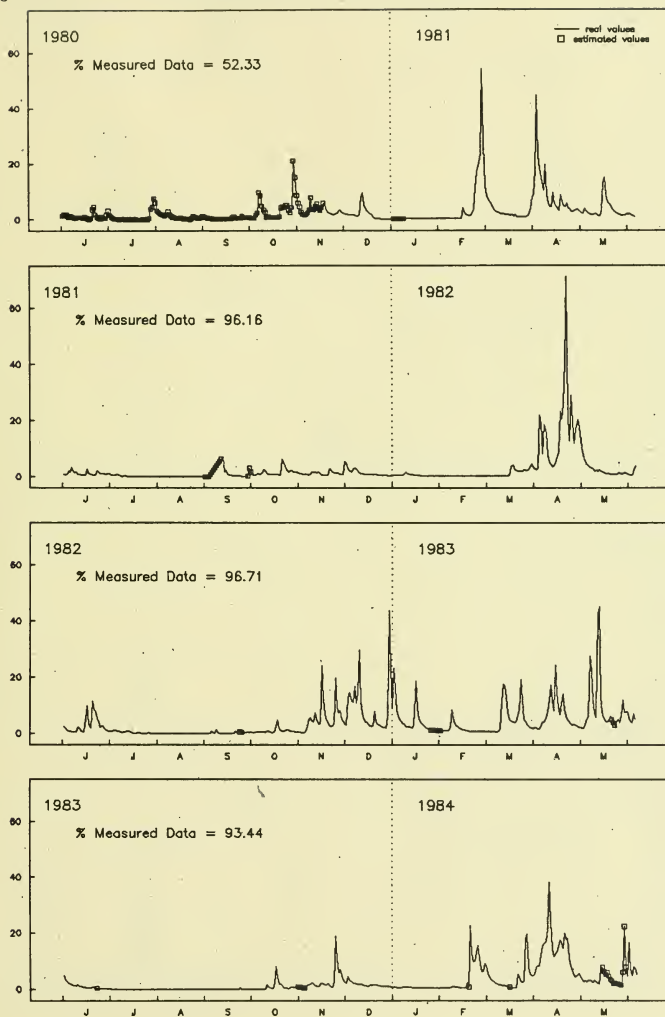 1980
1981
real values
estimated values
% Measured Data = 52.33
60
40
20
0
J J A S O N D J F M A M
1981
1982
% Measured Data = 96.16
60
40
20
0
J J A S O N D J F M A M
1982
1983
% Measured Data = 96.71
60
40
20
0
J J A S O N D J F M A M
1983
1984
% Measured Data = 93.44
60
40
20
0
J J A S O N D J F M A M